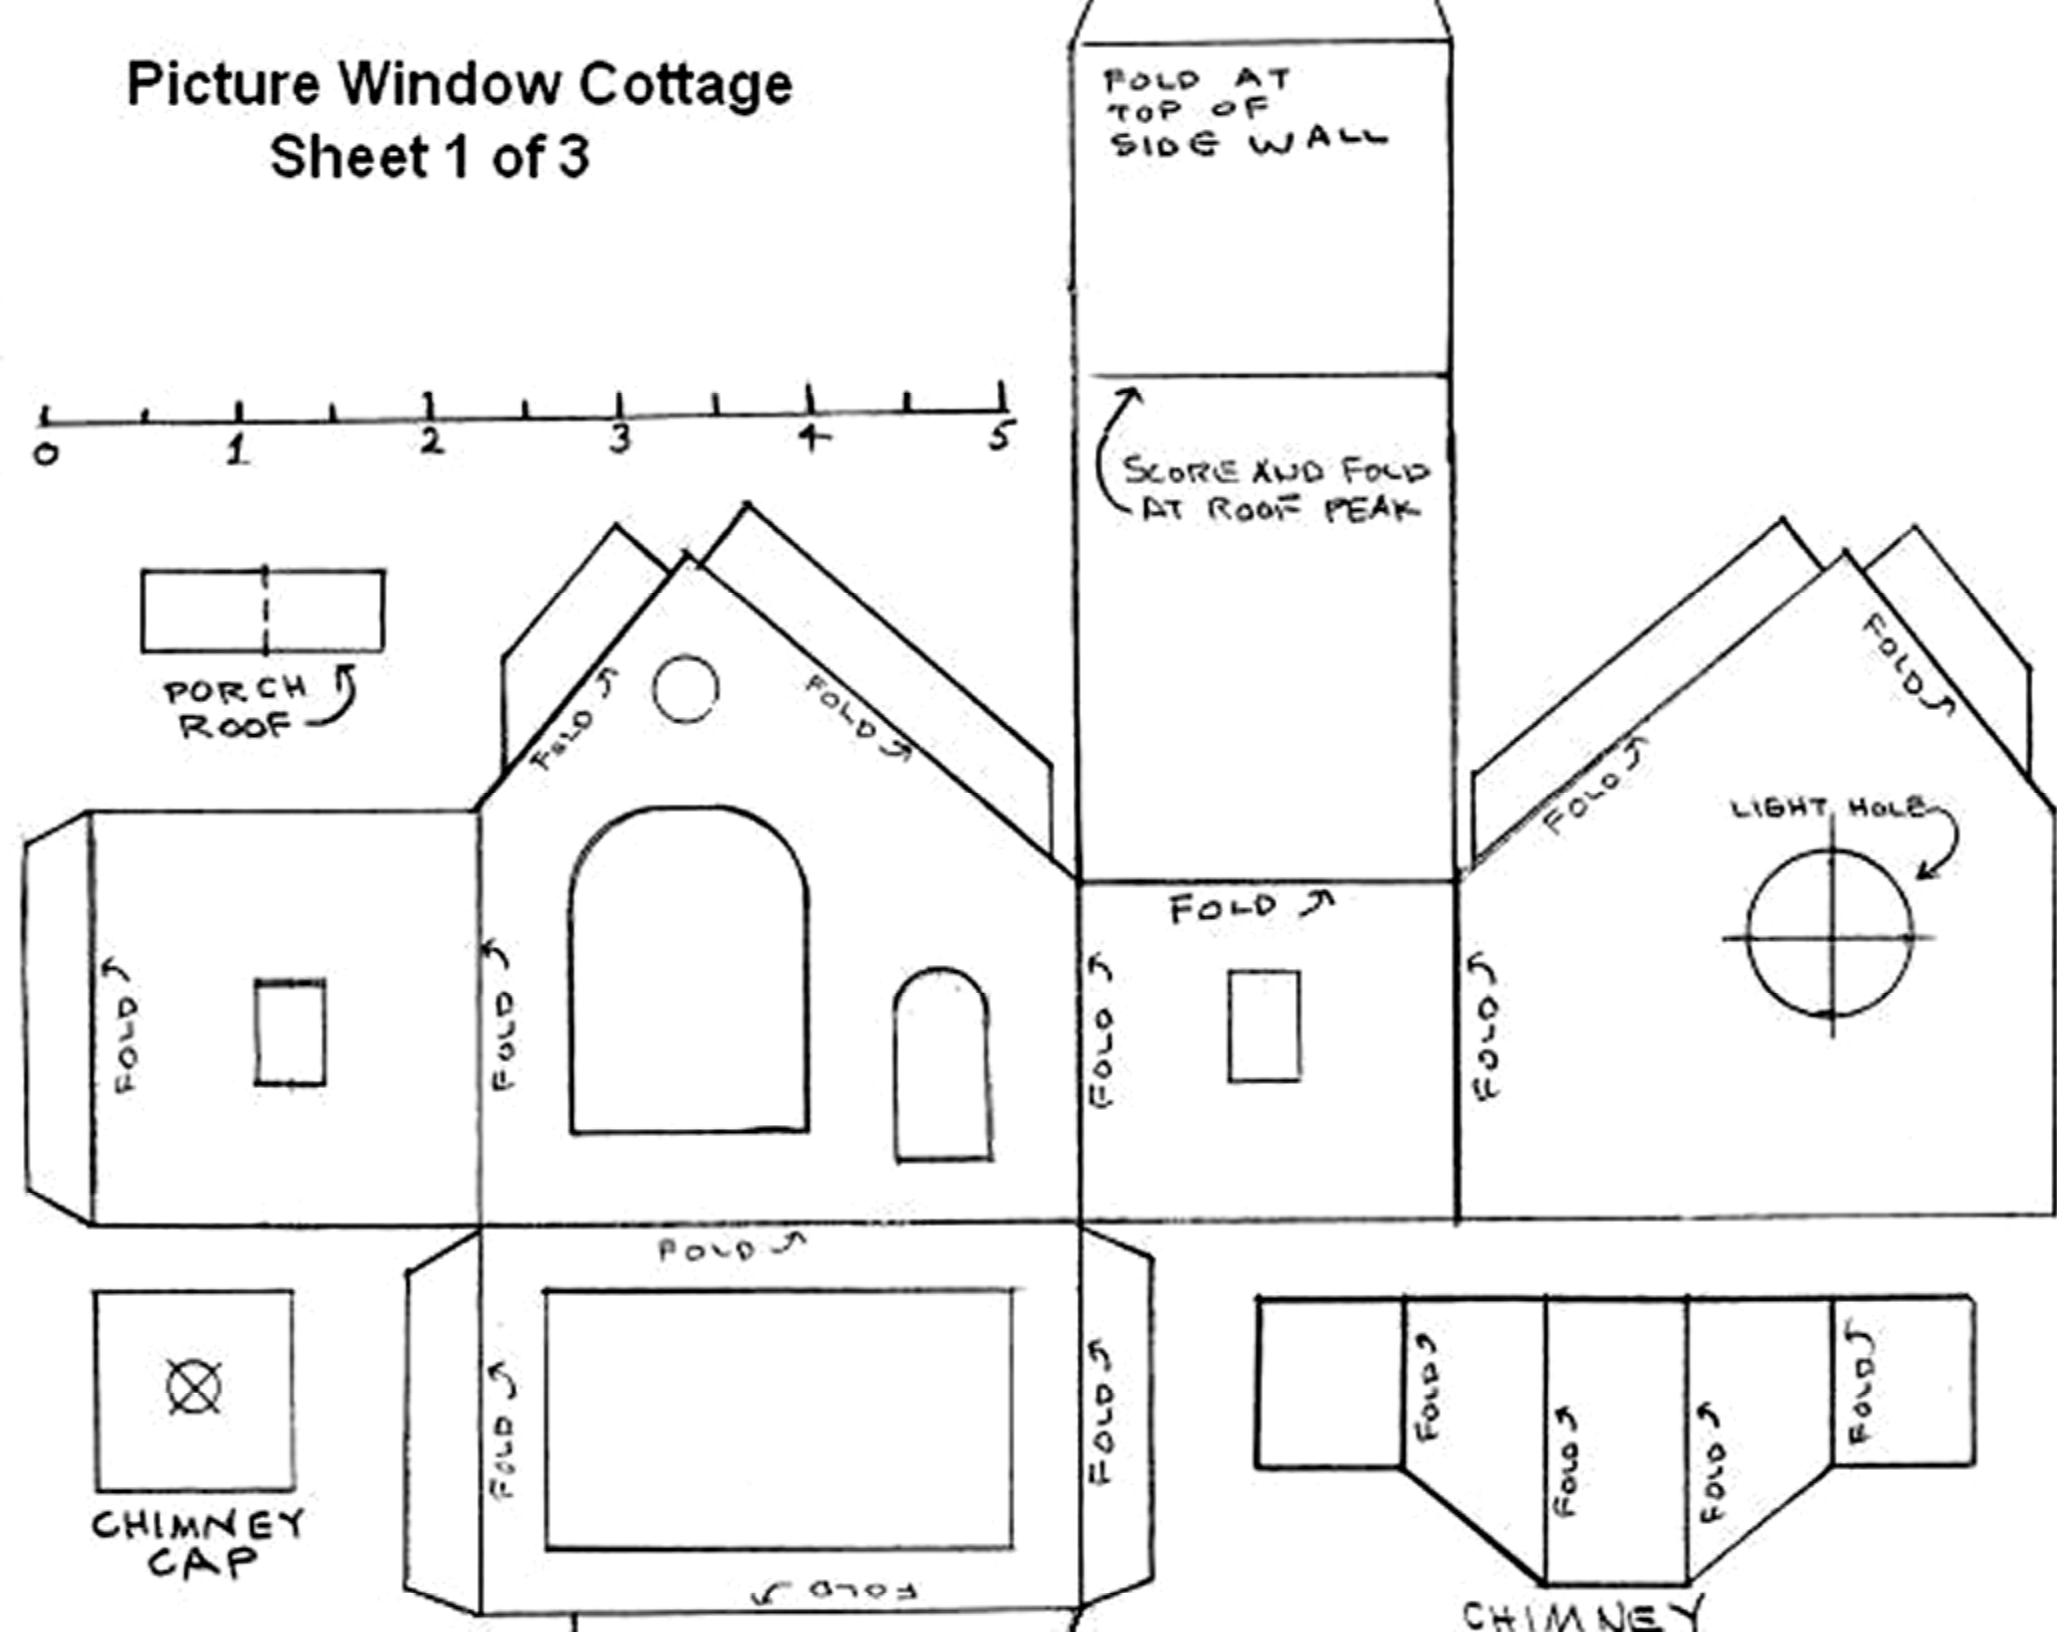 Picture Window Cottage
Sheet 1 of 3
FOLD AT
TOP OF
SIDE WALL
0 1 2 3 4 5
SCORE AND FOLD
AT ROOF PEAK
PORCH
ROOF
FOLD
FOLD
FOLD
FOLD
LIGHT HOLE
FOLD
FOLD
FOLD
FOLD
FOLD
FOLD
CHIMNEY
CAP
FOLD
FOLD
FOLD
FOLD
FOLD
FOLD
FOLD
FOLD
CHIMNEY